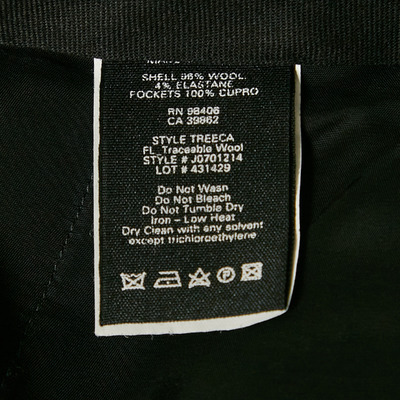 SHELL 96% WOOL,
4% ELASTANE
POCKETS 100% CUPRO
RN 98406
CA 39862
STYLE TREECA
FL_Traceable Wool
STYLE # J0701214
LOT # 431429
Do Not Wash
Do Not Bleach
Do Not Tumble Dry
Iron – Low Heat
Dry Clean with any solvent
except trichloroethylene